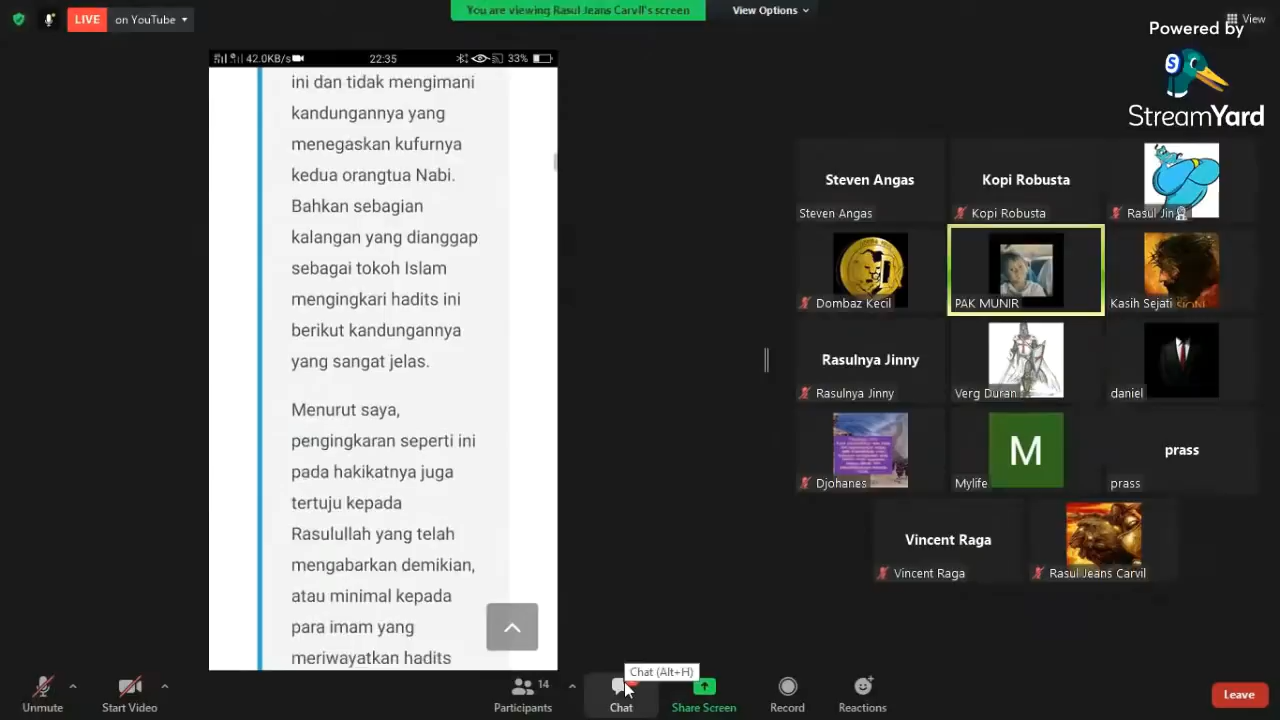 LIVE on YouTube
You are viewing Rasul Jeans Carvil's screen
View Options
View
Powered by
StreamYard
42.0KB/s 22:35 33%
ini dan tidak mengimani
kandungannya yang
menegaskan kufurnya
kedua orangtua Nabi.
Bahkan sebagian
kalangan yang dianggap
sebagai tokoh Islam
mengingkari hadits ini
berikut kandungannya
yang sangat jelas.
Menurut saya,
pengingkaran seperti ini
pada hakikatnya juga
tertuju kepada
Rasulullah yang telah
mengabarkan demikian,
atau minimal kepada
para imam yang
meriwayatkan hadits
Steven Angas
Steven Angas
Kopi Robusta
Kopi Robusta
Rasul Jin
Dombaz Kecil
PAK MUNIR
Kasih Sejati
Rasulnya Jinny
Rasulnya Jinny
Verg Duran
daniel
Djohanes
M
Mylife
prass
prass
Vincent Raga
Vincent Raga
Rasul Jeans Carvil
Chat (Alt+H)
Unmute
Start Video
14
Participants
Chat
Share Screen
Record
Reactions
Leave